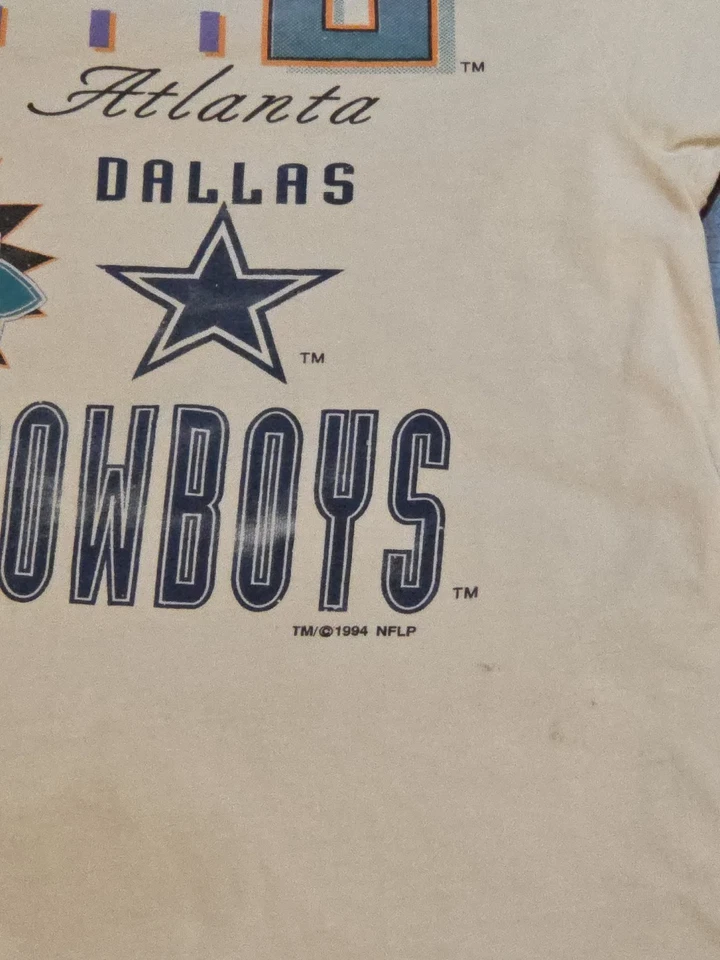 TM
Atlanta
DALLAS
TM
OWBOYS
TM
TM/©1994 NFLP